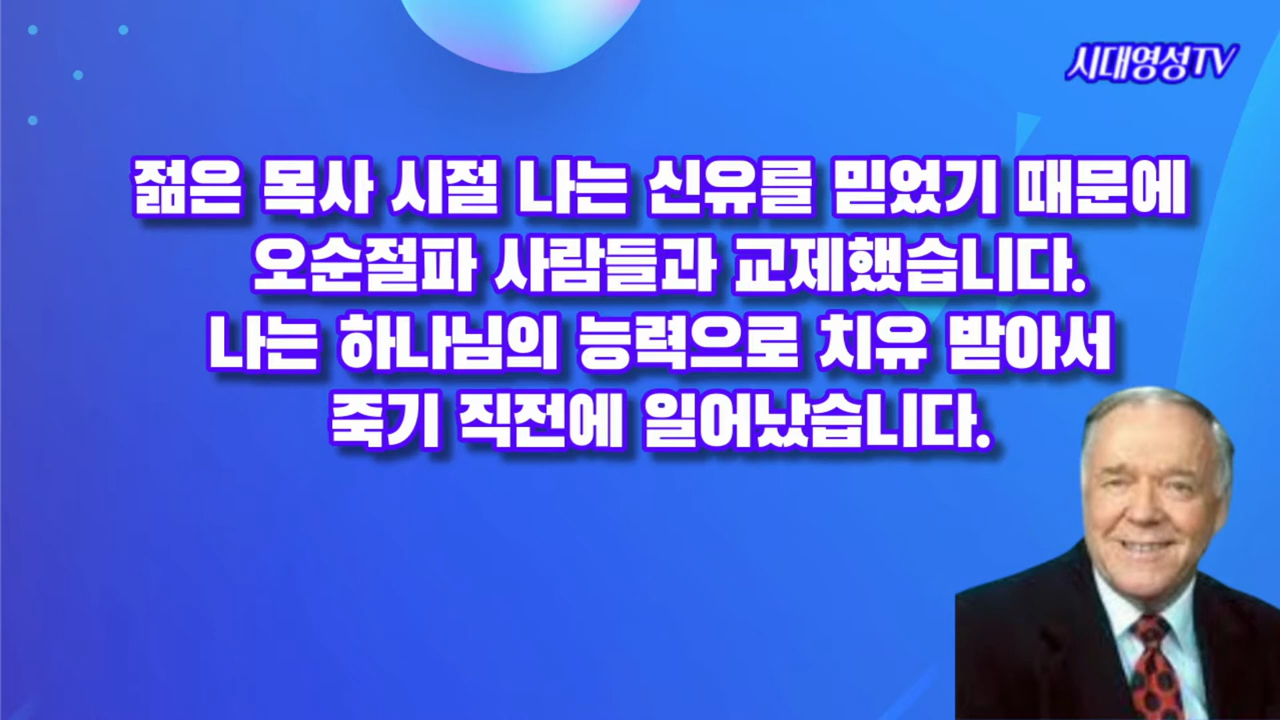 시대영성TV
젊은 목사 시절 나는 신유를 믿었기 때문에
오순절파 사람들과 교제했습니다.
나는 하나님의 능력으로 치유 받아서
죽기 직전에 일어났습니다.